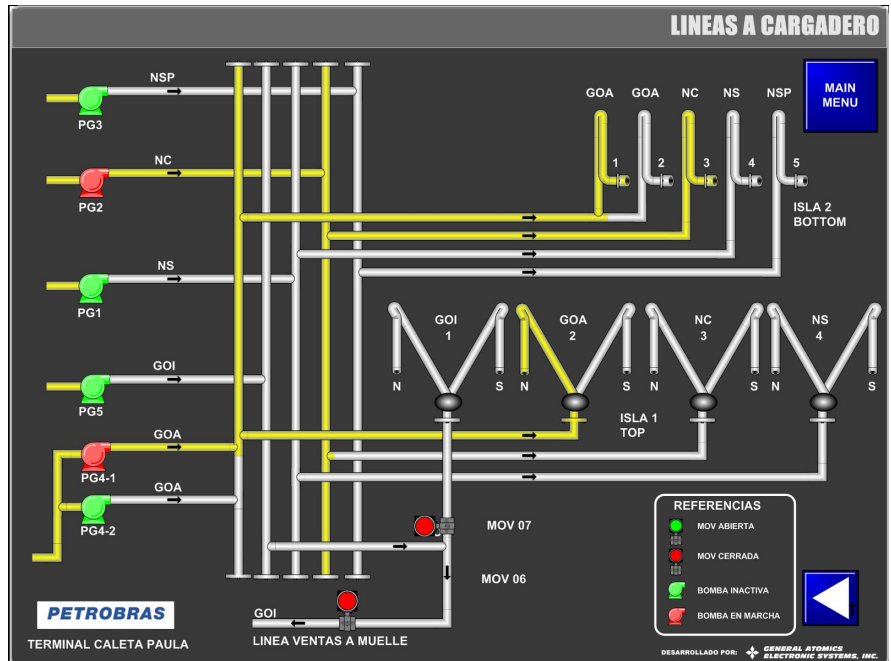 LINEAS A CARGADERO
MAIN
MENU
NSP
PG3
NC
PG2
NS
PG1
GOI
PG5
GOA
PG4-1
GOA
PG4-2
GOA GOA NC NS NSP
1 2 3 4 5
ISLA 2
BOTTOM
GOI
1
GOA
2
NC
3
NS
4
N S N S N S N S
ISLA 1
TOP
MOV 07
MOV 06
GOI
LINEA VENTAS A MUELLE
REFERENCIAS
MOV ABIERTA
MOV CERRADA
BOMBA INACTIVA
BOMBA EN MARCHA
PETROBRAS
TERMINAL CALETA PAULA
DESARROLLADO POR: GENERAL ATOMICS
ELECTRONIC SYSTEMS, INC.